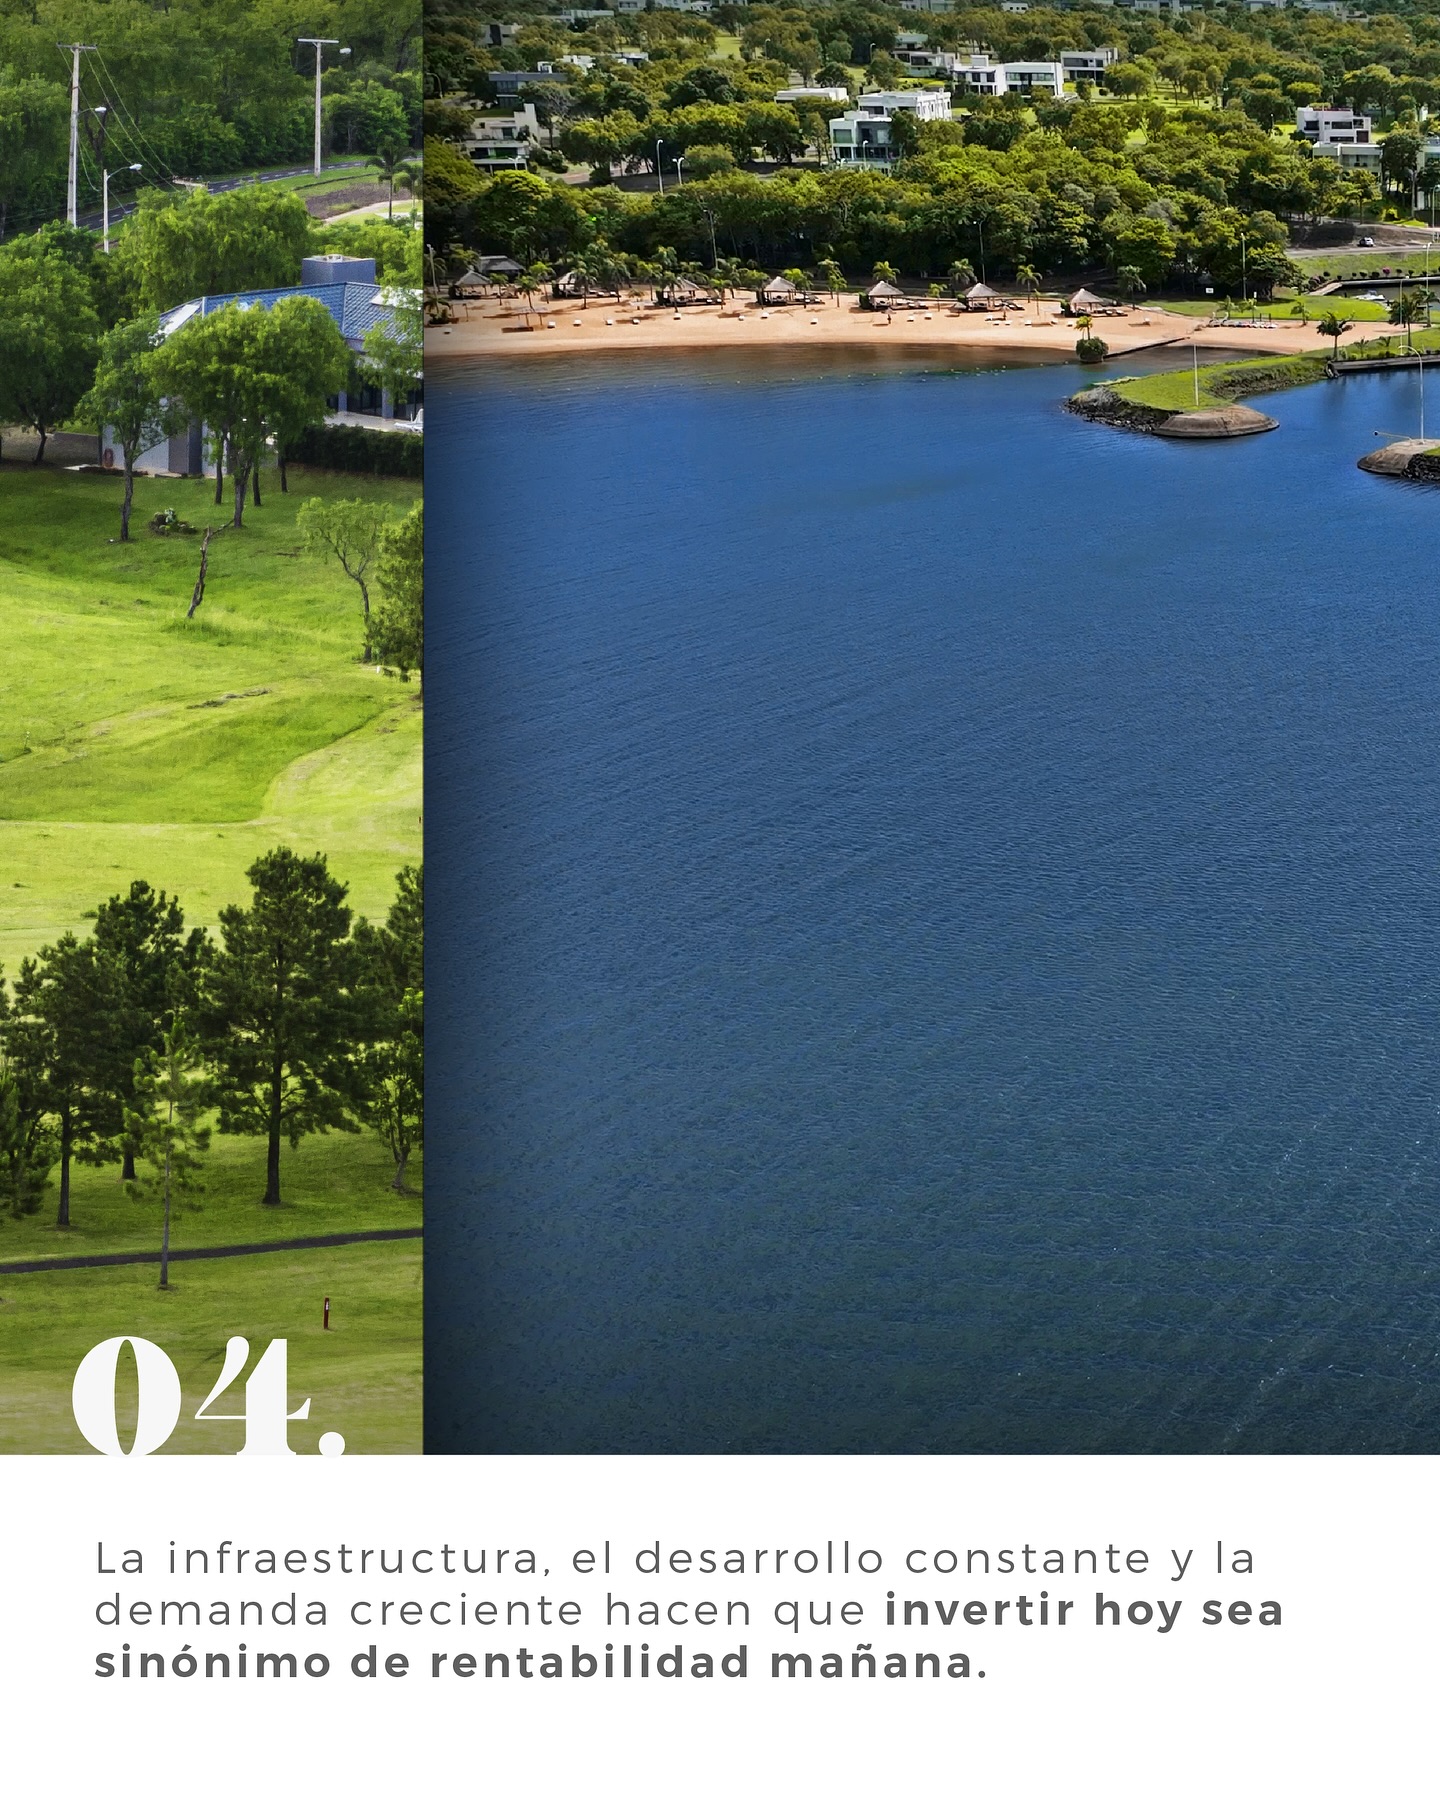 04.
La infraestructura, el desarrollo constante y la
demanda creciente hacen que invertir hoy sea
sinónimo de rentabilidad mañana.